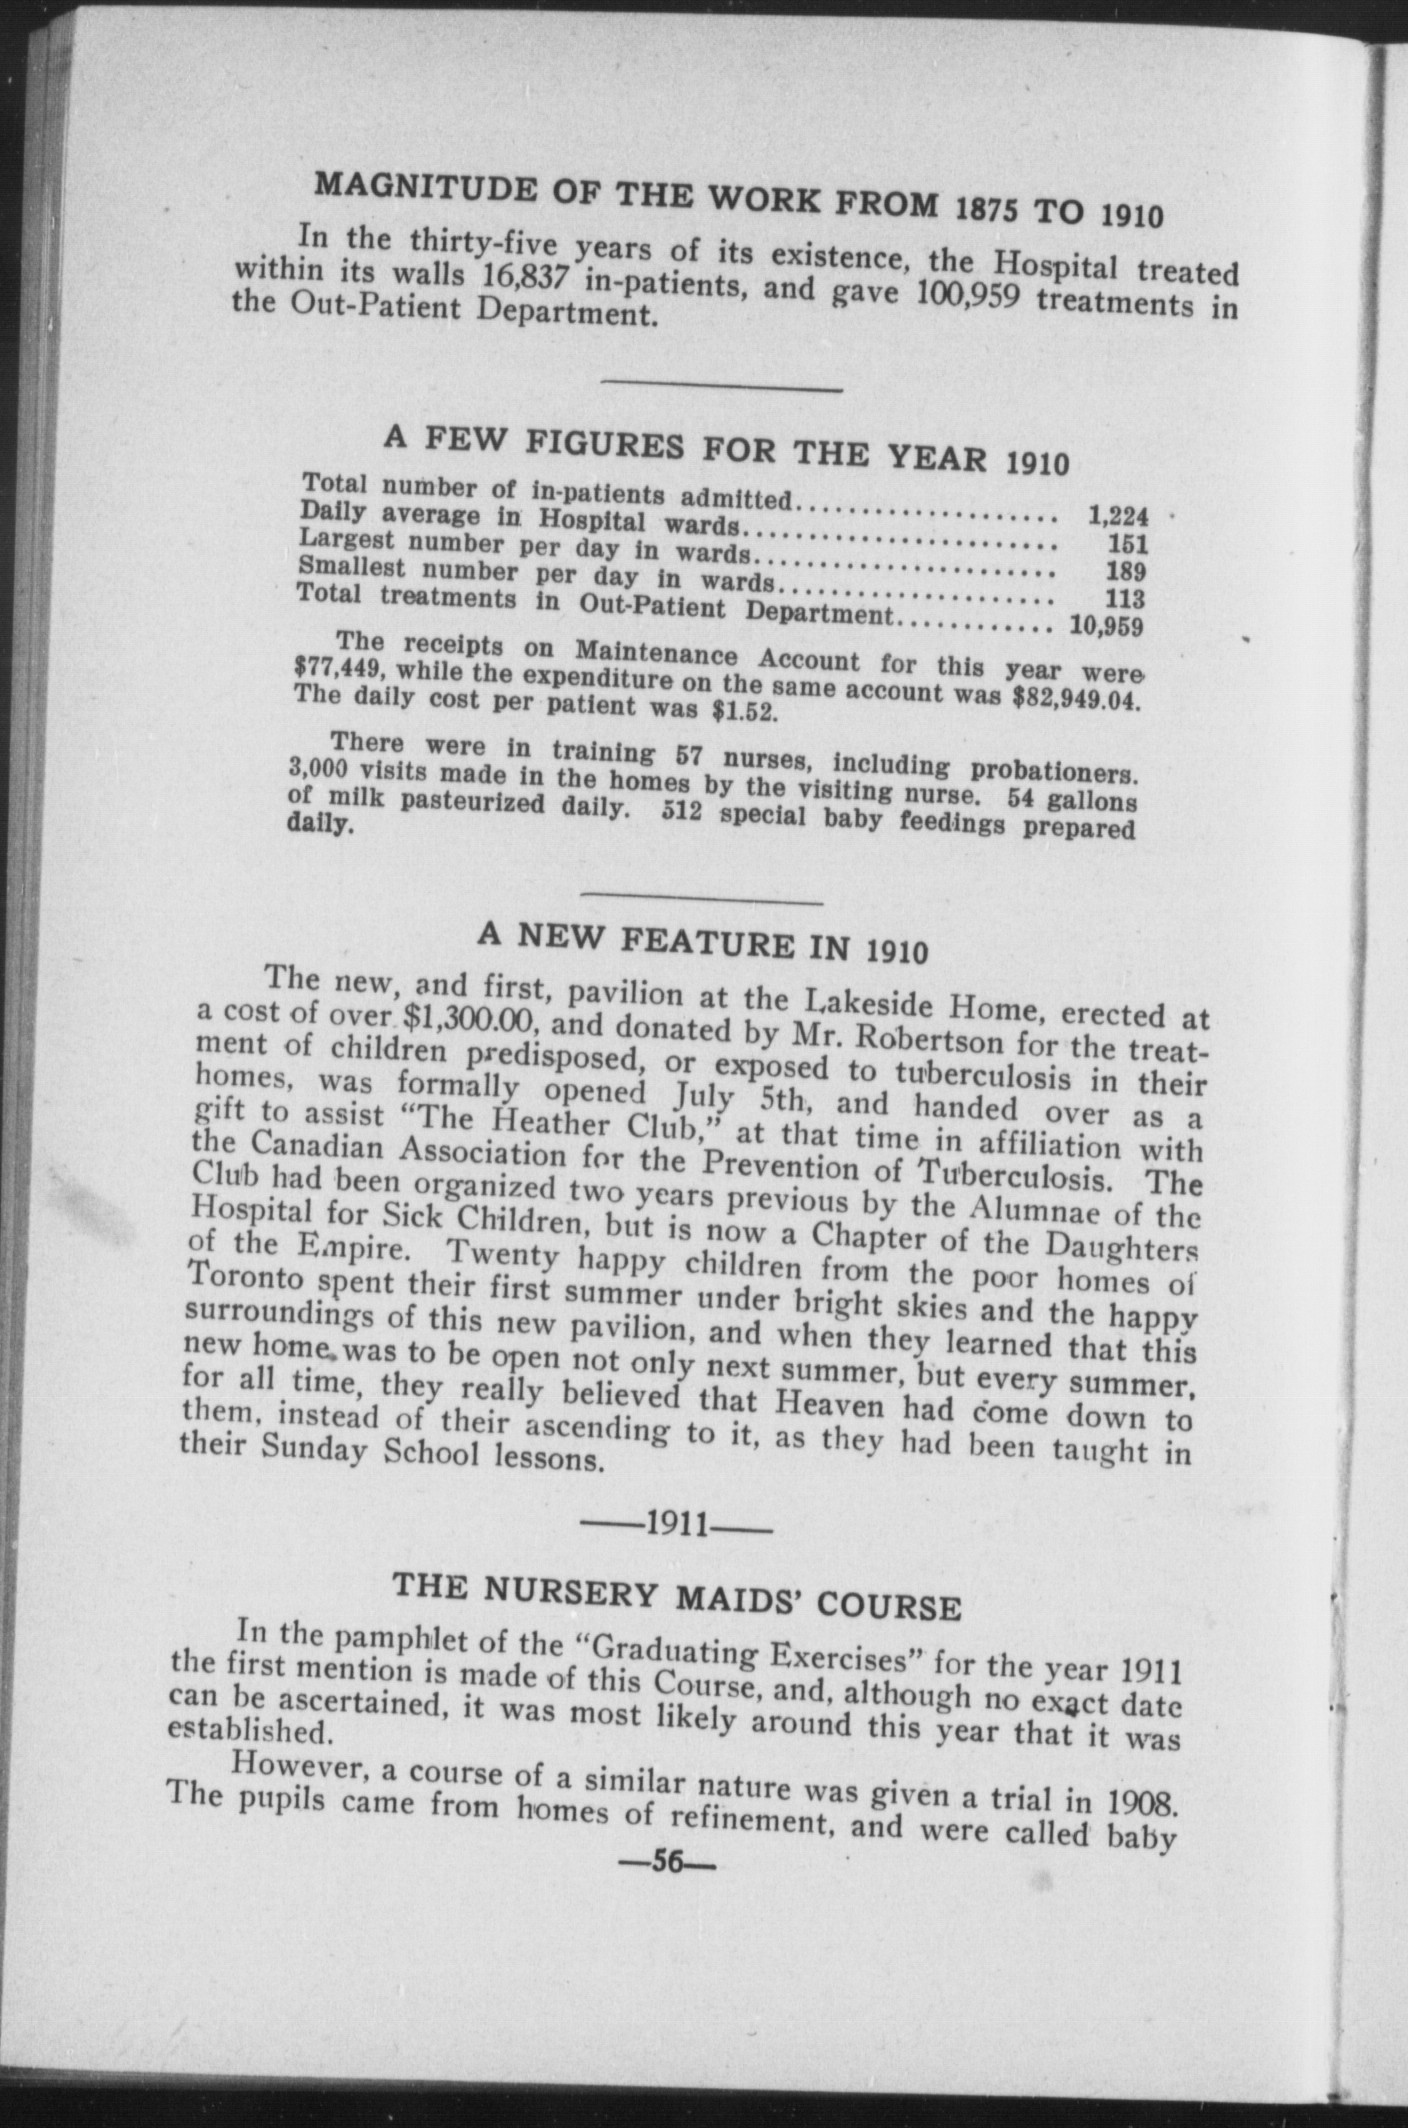 MAGNITUDE OF THE WORK FROM 1875 TO 1910
In the thirty-five years of its existence, the Hospital treated
within its walls 16,837 in-patients, and gave 100,959 treatments in
the Out-Patient Department.
A FEW FIGURES FOR THE YEAR 1910
Total number of in-patients admitted.................... 1,224
Daily average in Hospital wards........................ 151
Largest number per day in wards....................... 189
Smallest number per day in wards..................... 113
Total treatments in Out-Patient Department............ 10,959
The receipts on Maintenance Account for this year were
$77,449, while the expenditure on the same account was $82,949.04.
The daily cost per patient was $1.52.
There were in training 57 nurses, including probationers.
3,000 visits made in the homes by the visiting nurse. 54 gallons
of milk pasteurized daily. 512 special baby feedings prepared
daily.
A NEW FEATURE IN 1910
The new, and first, pavilion at the Lakeside Home, erected at
a cost of over $1,300.00, and donated by Mr. Robertson for the treat-
ment of children predisposed, or exposed to tuberculosis in their
homes, was formally opened July 5th, and handed over as a
gift to assist “The Heather Club,” at that time in affiliation with
the Canadian Association for the Prevention of Tuberculosis. The
Club had been organized two years previous by the Alumnae of the
Hospital for Sick Children, but is now a Chapter of the Daughters
of the Empire. Twenty happy children from the poor homes of
Toronto spent their first summer under bright skies and the happy
surroundings of this new pavilion, and when they learned that this
new home was to be open not only next summer, but every summer,
for all time, they really believed that Heaven had come down to
them, instead of their ascending to it, as they had been taught in
their Sunday School lessons.
——1911——
THE NURSERY MAIDS’ COURSE
In the pamphlet of the “Graduating Exercises” for the year 1911
the first mention is made of this Course, and, although no exact date
can be ascertained, it was most likely around this year that it was
established.
However, a course of a similar nature was given a trial in 1908.
The pupils came from homes of refinement, and were called baby
—56—